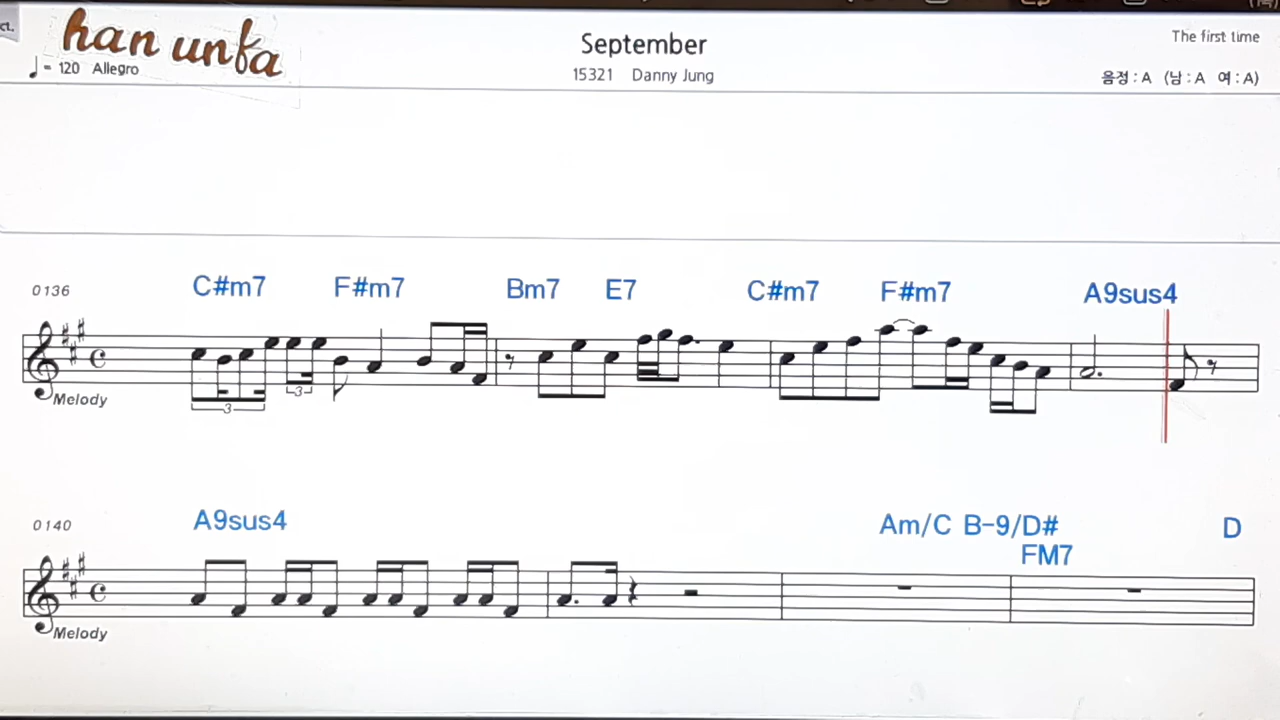 ct.
han unfa
September
The first time
♩= 120 Allegro
15321 Danny Jung
음정 : A (남 : A 여 : A)
0136
C#m7 F#m7 Bm7 E7 C#m7 F#m7 A9sus4
Melody
3 3
0140
A9sus4 Am/C B-9/D# D
FM7
Melody